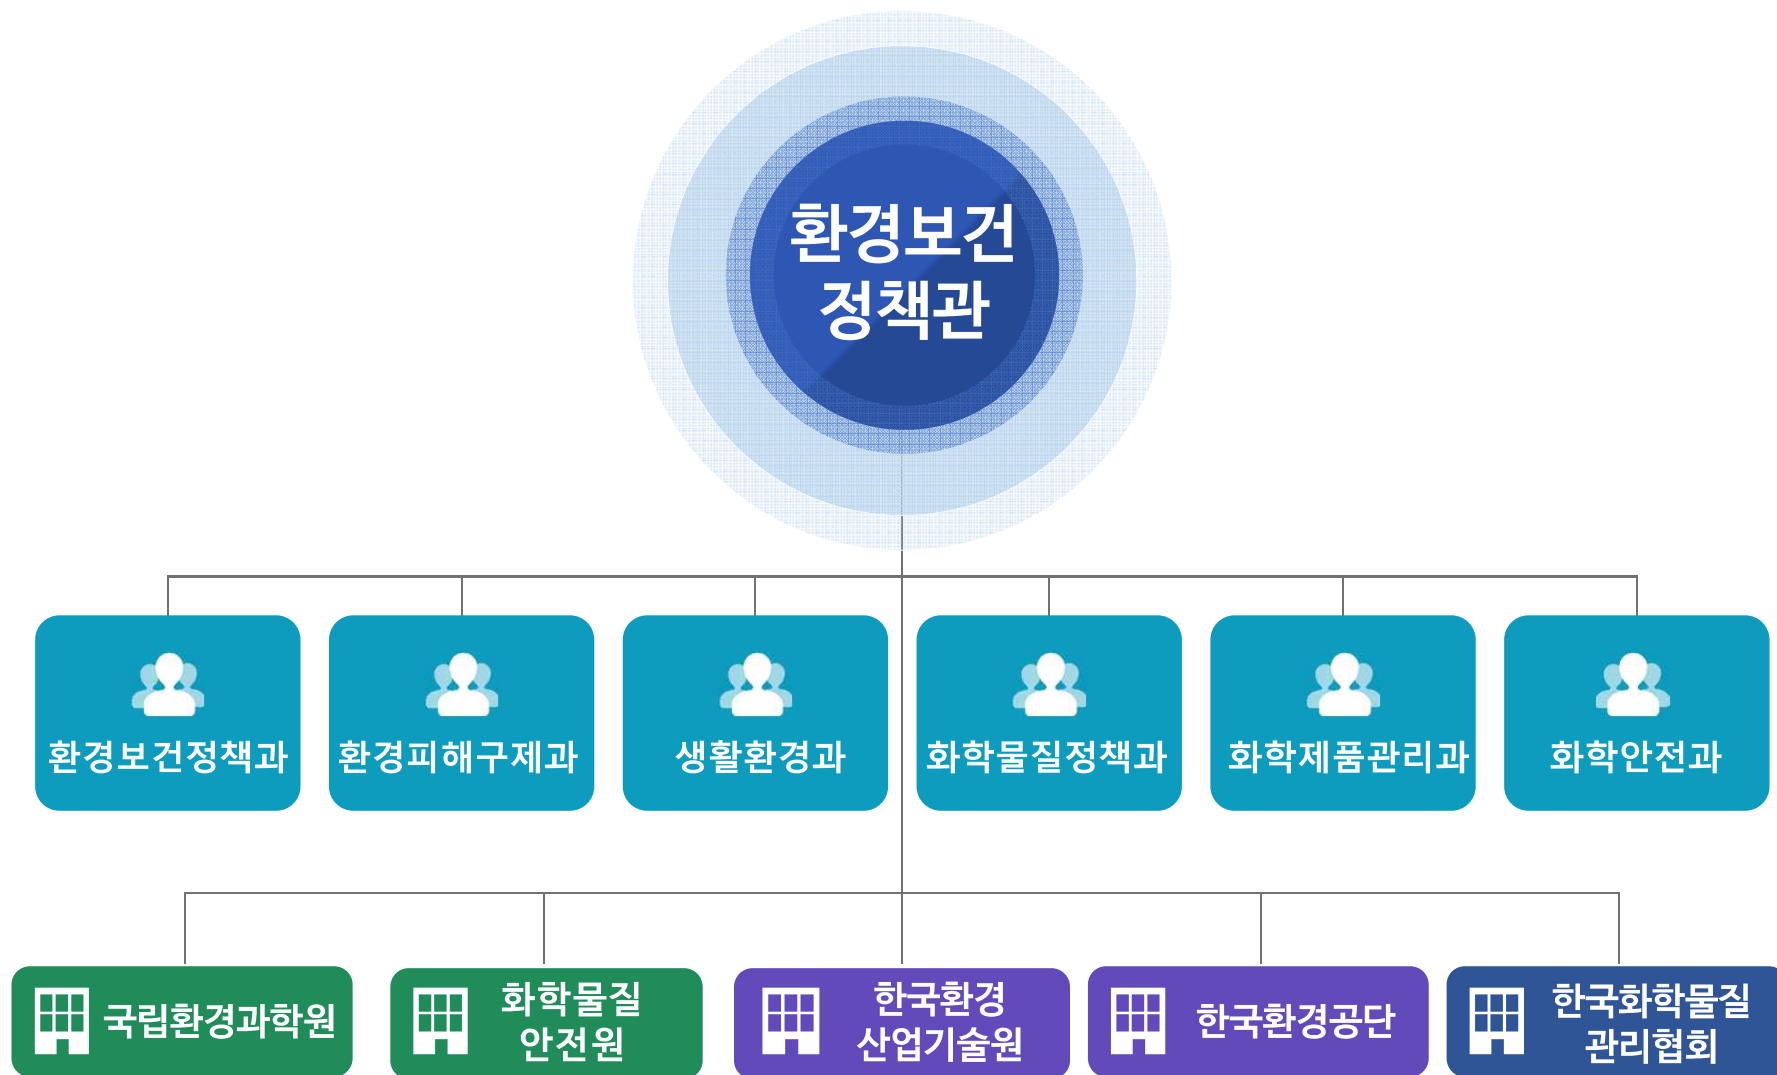 환경보건
정책관
환경보건정책과
환경피해구제과
생활환경과
화학물질정책과
화학제품관리과
화학안전과
국립환경과학원
화학물질
안전원
한국환경
산업기술원
한국환경공단
한국화학물질
관리협회